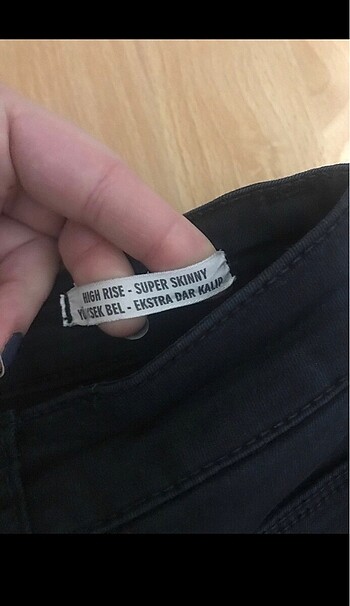 HIGH RISE - SUPER SKINNY
YÜKSEK BEL - EKSTRA DAR KALIP